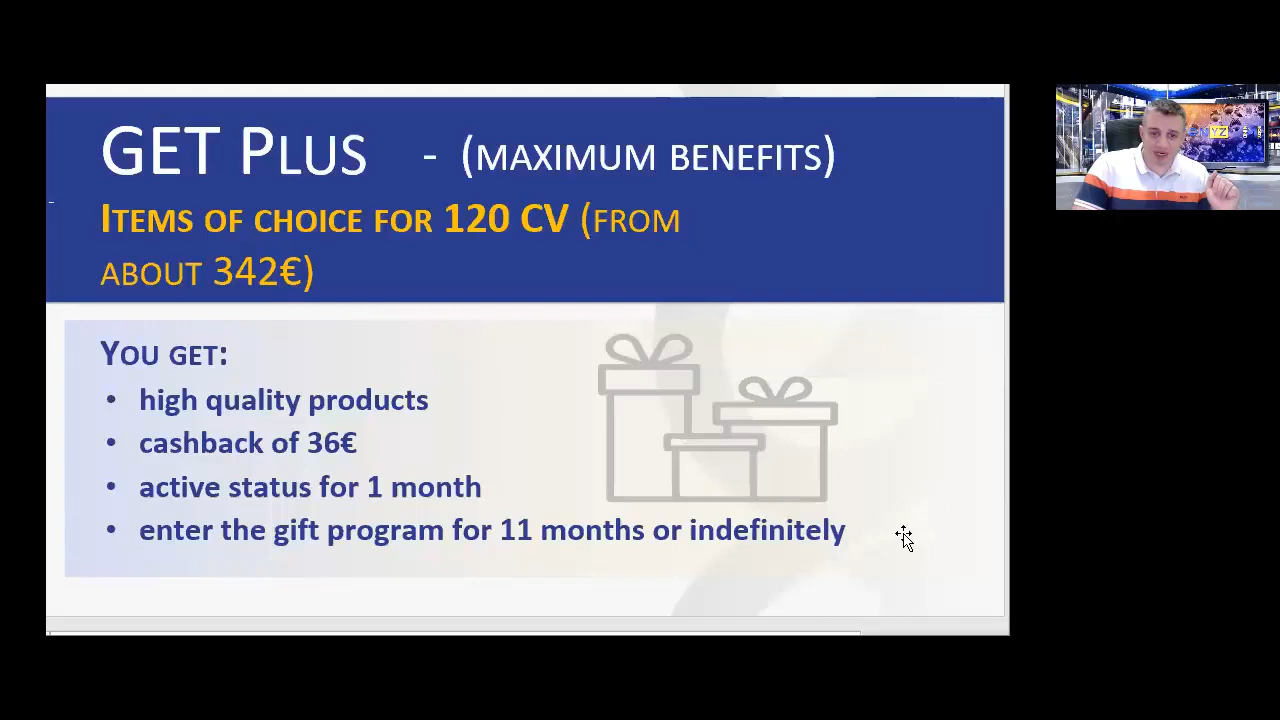 GET PLUS - (MAXIMUM BENEFITS)
ITEMS OF CHOICE FOR 120 CV (FROM
ABOUT 342€)
YOU GET:
• high quality products
• cashback of 36€
• active status for 1 month
• enter the gift program for 11 months or indefinitely